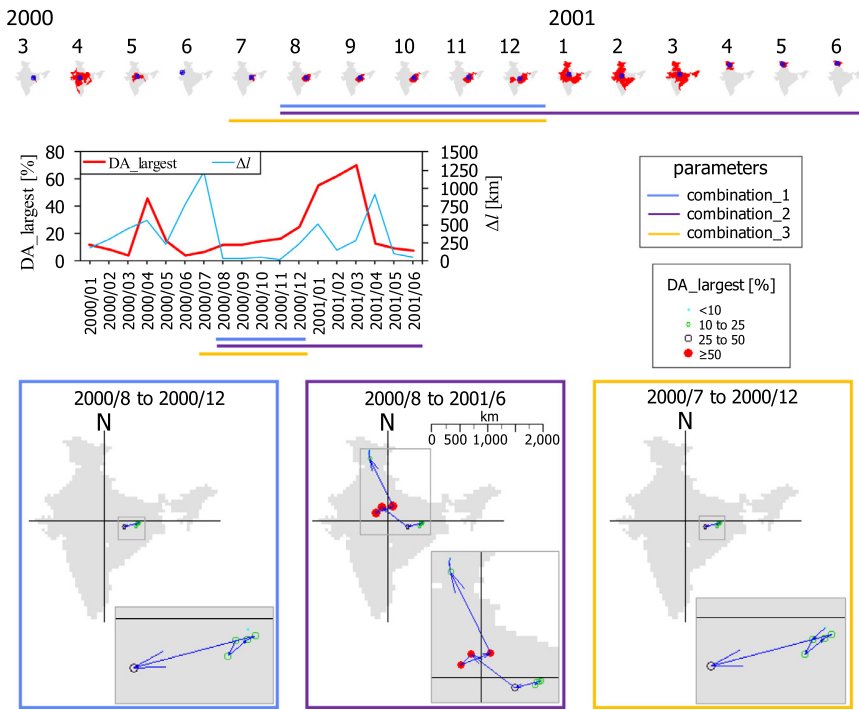 2000 2001
3 4 5 6 7 8 9 10 11 12 1 2 3 4 5 6
DA_largest [%]
80
60
40
20
0
DA_largest Δl
1500
1250
1000
750
500
250
0
Δl [km]
2000/01
2000/02
2000/03
2000/04
2000/05
2000/06
2000/07
2000/08
2000/09
2000/10
2000/11
2000/12
2001/01
2001/02
2001/03
2001/04
2001/05
2001/06
parameters
combination_1
combination_2
combination_3
DA_largest [%]
<10
10 to 25
25 to 50
≥50
2000/8 to 2000/12
N
2000/8 to 2001/6
N
km
0 500 1,000 2,000
2000/7 to 2000/12
N